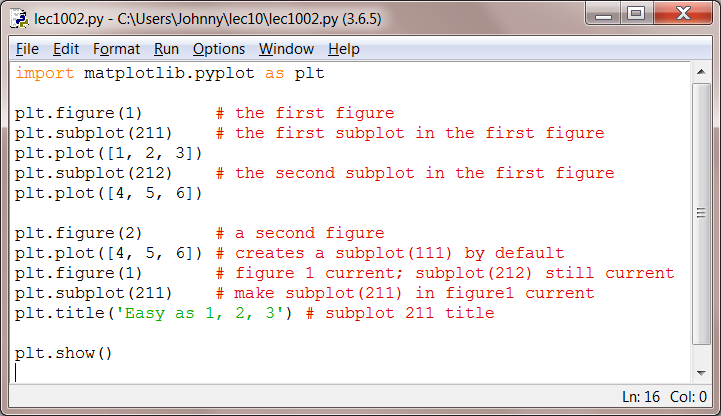 lec1002.py - C:\Users\Johnny\lec10\lec1002.py (3.6.5)
File Edit Format Run Options Window Help
import matplotlib.pyplot as plt

plt.figure(1)       # the first figure
plt.subplot(211)    # the first subplot in the first figure
plt.plot([1, 2, 3])
plt.subplot(212)    # the second subplot in the first figure
plt.plot([4, 5, 6])

plt.figure(2)       # a second figure
plt.plot([4, 5, 6]) # creates a subplot(111) by default
plt.figure(1)       # figure 1 current; subplot(212) still current
plt.subplot(211)    # make subplot(211) in figure1 current
plt.title('Easy as 1, 2, 3') # subplot 211 title

plt.show()
Ln: 16 Col: 0